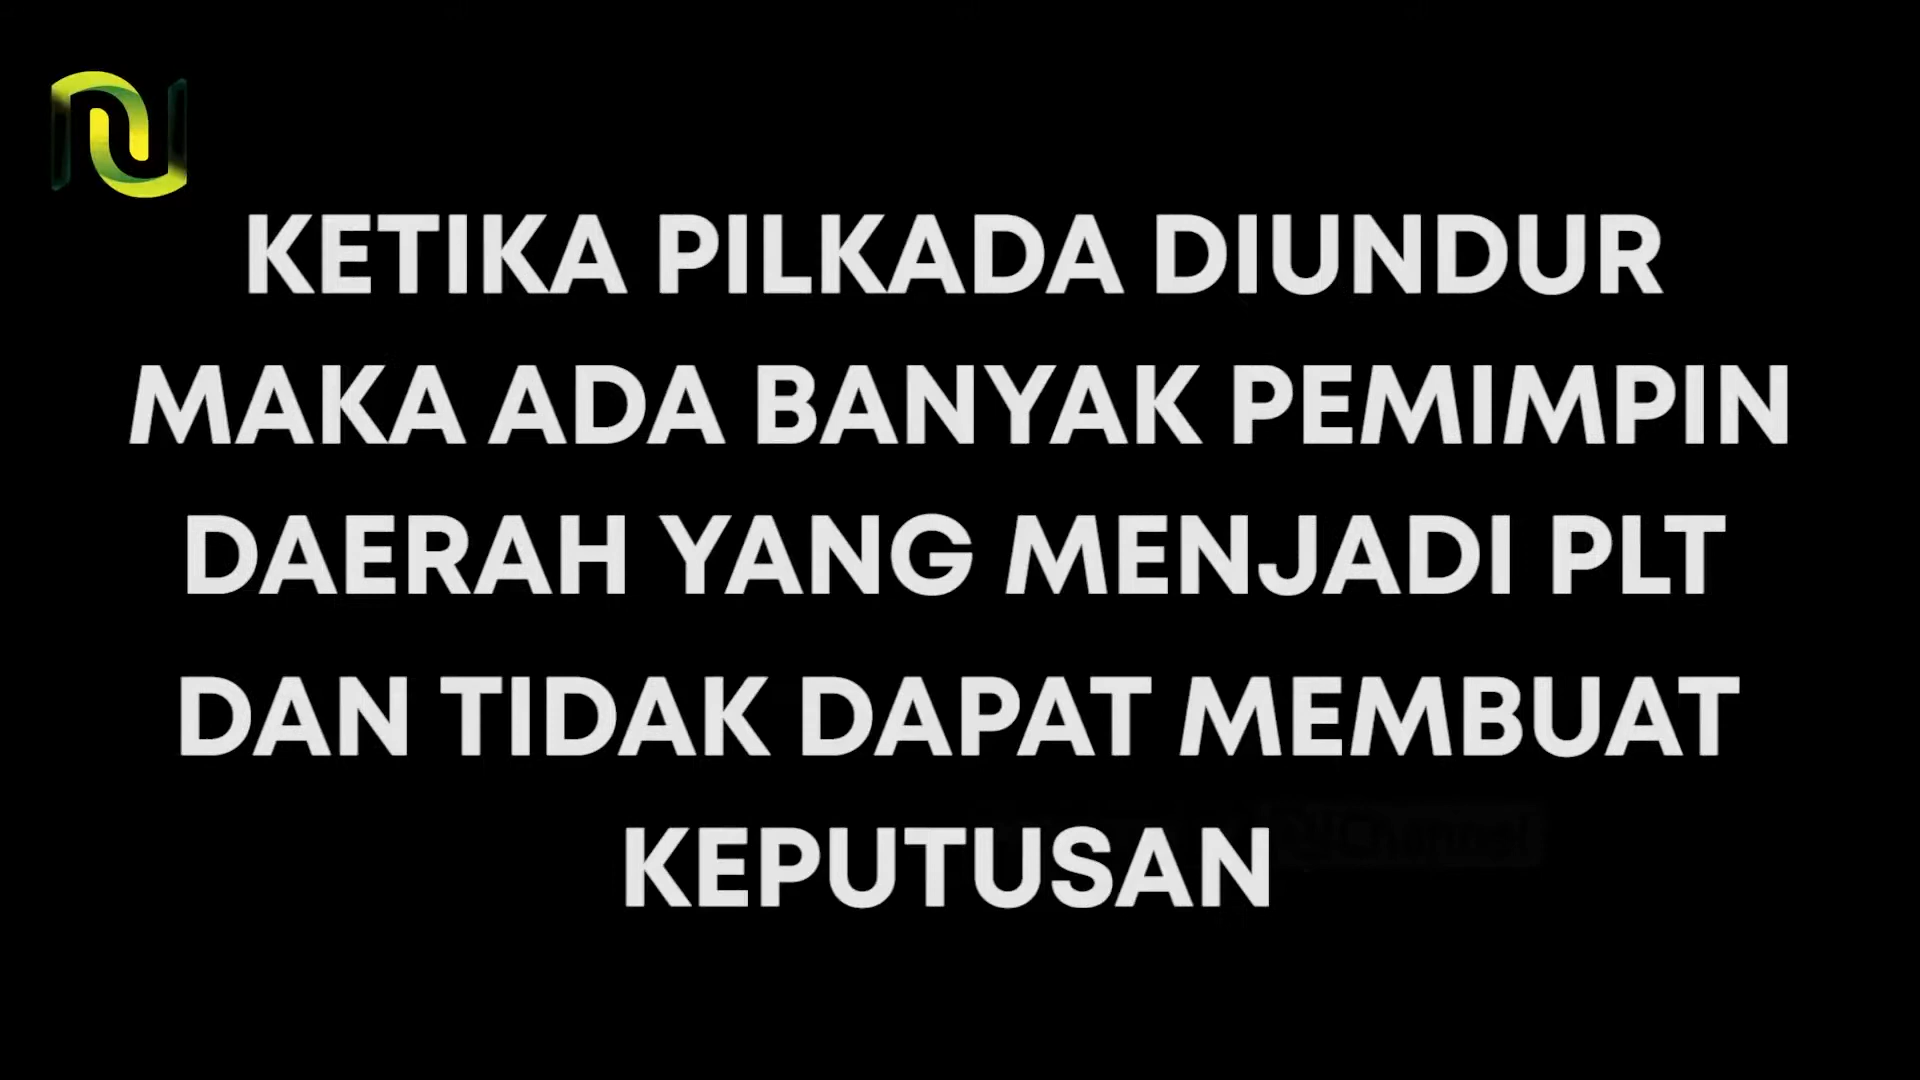 KETIKA PILKADA DIUNDUR
MAKA ADA BANYAK PEMIMPIN
DAERAH YANG MENJADI PLT
DAN TIDAK DAPAT MEMBUAT
KEPUTUSAN